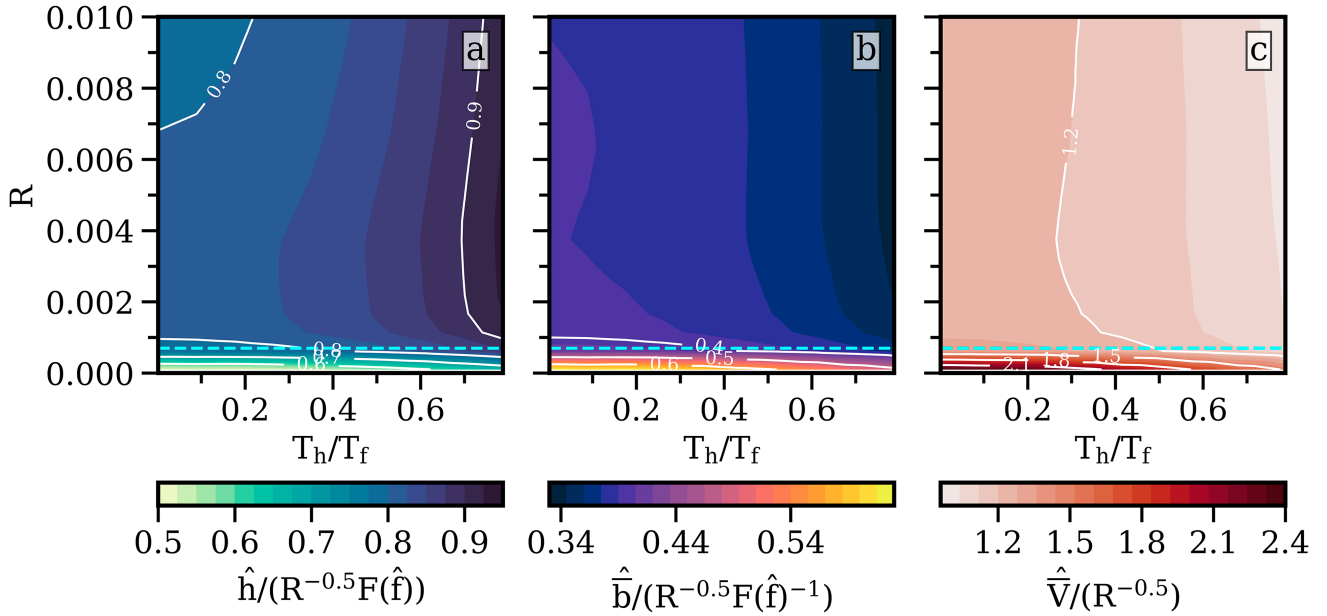 0.010
0.008
0.006
0.004
0.002
0.000
R
a
0.8
0.9
0.8
0.7
0.6
0.2 0.4 0.6
T_h/T_f
b
0.4
0.5
0.6
0.2 0.4 0.6
T_h/T_f
c
1.2
1.5
1.8
2.1
0.2 0.4 0.6
T_h/T_f
0.5 0.6 0.7 0.8 0.9
ĥ/(R^{−0.5}F(f̂))
0.34 0.44 0.54
b̄̂/(R^{−0.5}F(f̂)^{−1})
1.2 1.5 1.8 2.1 2.4
V̄̂/(R^{−0.5})